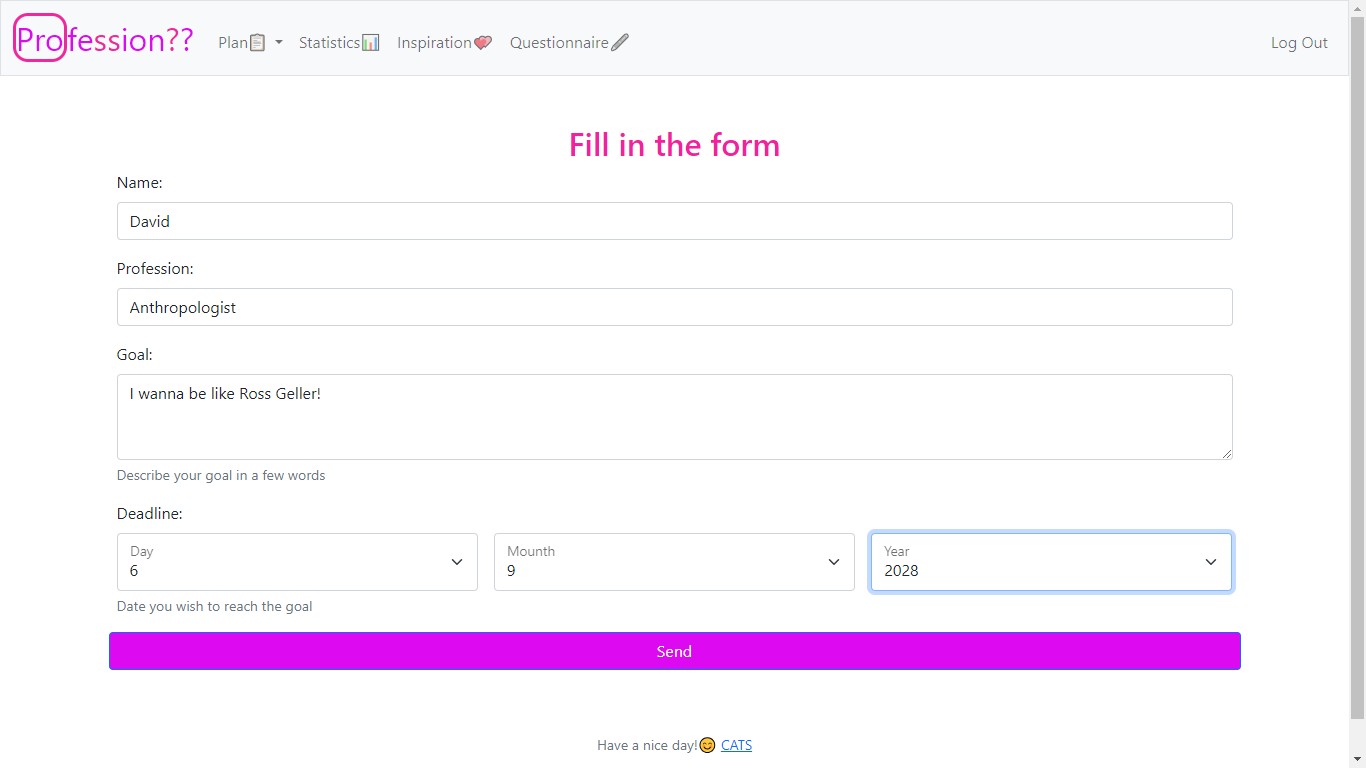 Profession??
Plan📋 Statistics📊 Inspiration💖 Questionnaire🖊 Log Out
Fill in the form
Name:
David
Profession:
Anthropologist
Goal:
I wanna be like Ross Geller!
Describe your goal in a few words
Deadline:
Day Mounth Year
6 9 2028
Date you wish to reach the goal
Send
Have a nice day!😊 CATS